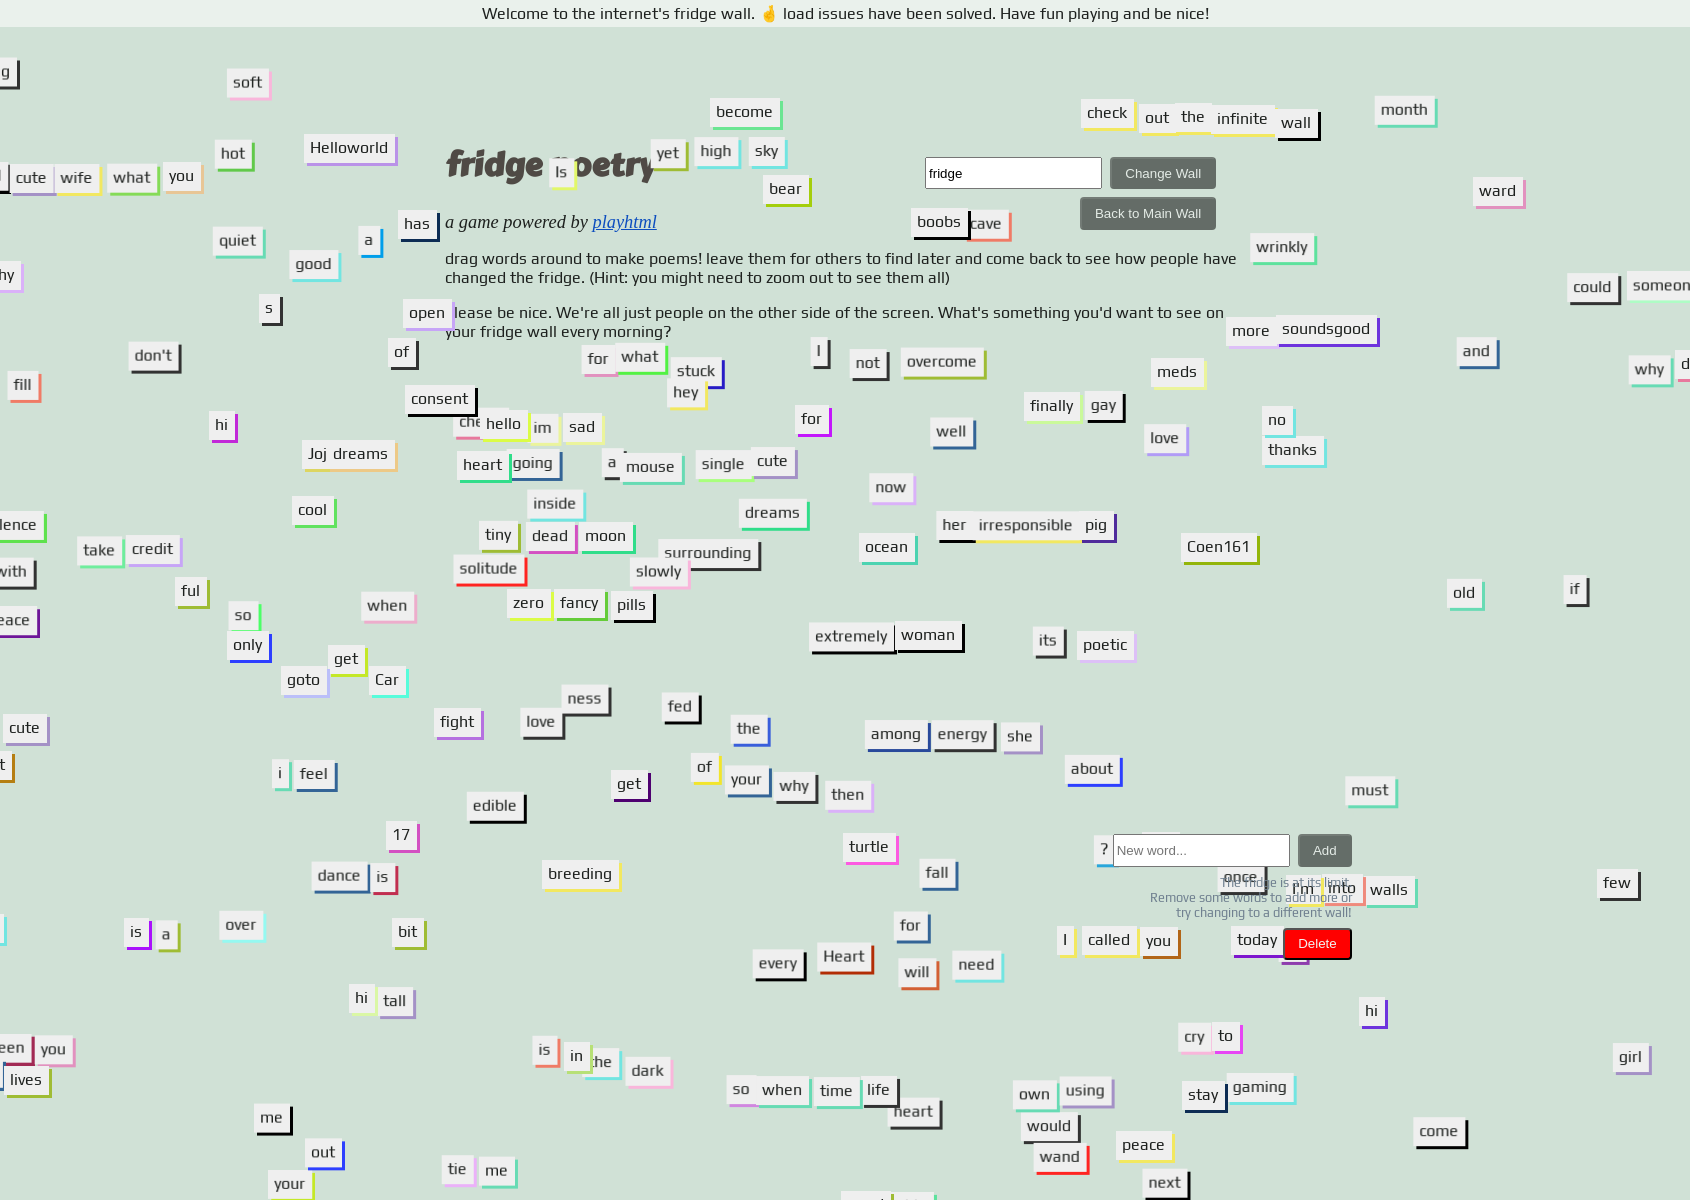 Welcome to the internet's fridge wall. 🤞 load issues have been solved. Have fun playing and be nice!
g
soft
become
check out the infinite wall
month
hot
Helloworld
fridge poetry
Is
yet high sky
fridge
Change Wall
cute wife what you
bear
ward
Back to Main Wall
has
a game powered by playhtml
boobs cave
quiet
a
wrinkly
good
drag words around to make poems! leave them for others to find later and come back to see how people have
changed the fridge. (Hint: you might need to zoom out to see them all)
hy
could someon
s
open
lease be nice. We're all just people on the other side of the screen. What's something you'd want to see on
your fridge wall every morning?
more soundsgood
don't
of
for what
I
not
overcome
and
stuck
meds
why
d
fill
hey
consent
finally gay
hi
che hello im sad
for
well
love
no
thanks
Joj dreams
heart going
a mouse
single cute
now
cool
inside
dreams
lence
her irresponsible pig
take credit
tiny dead moon
surrounding
ocean
Coen161
with
solitude
slowly
ful
when
zero fancy pills
old
if
eace
so
only
extremely woman
its poetic
get
goto
Car
ness
love
fed
fight
cute
the
among energy she
t
i feel
of your why then
about
get
edible
must
17
turtle
?
New word...
Add
dance is
breeding
fall
once
The fridge is at its limit.
Remove some words to add more or
try changing to a different wall!
I'm into walls
few
is a
over
bit
for
I called you
today
Delete
every
Heart
will
need
hi tall
hi
cry to
een you
is in the dark
girl
lives
so when time life
heart
own using
stay gaming
me
would
come
out
wand
peace
tie me
your
next